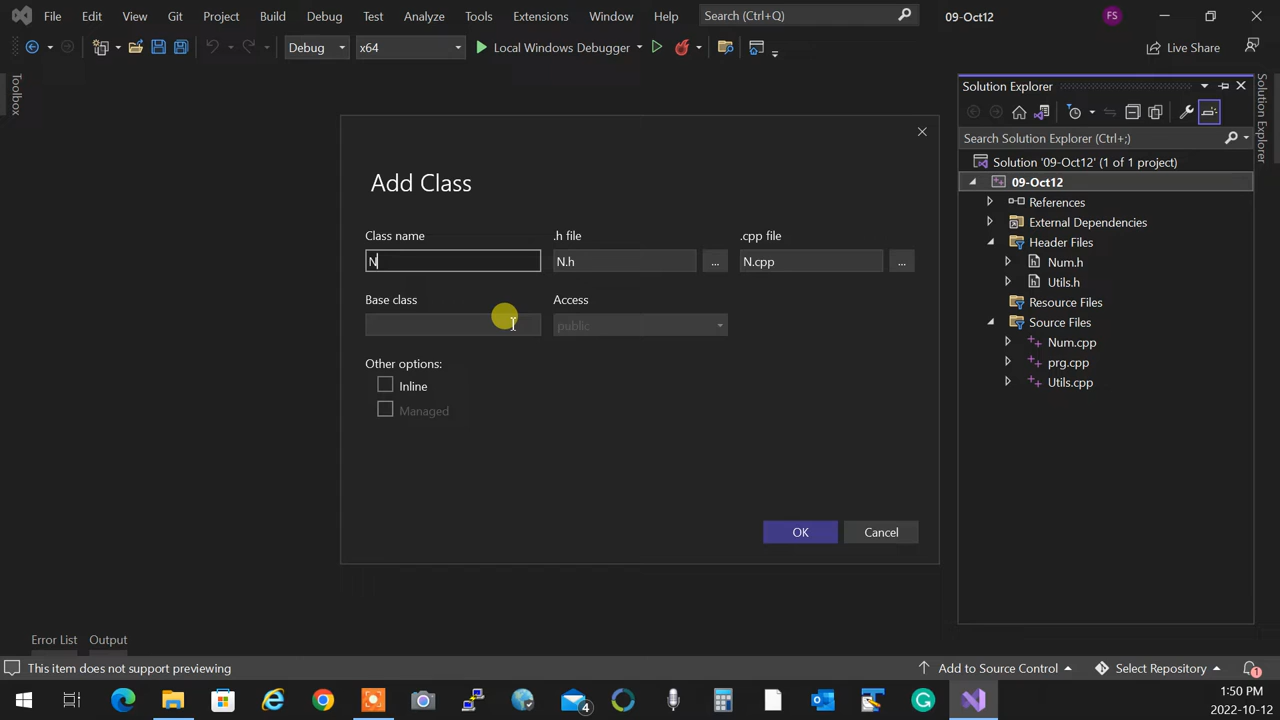 File Edit View Git Project Build Debug Test Analyze Tools Extensions Window Help Search (Ctrl+Q) 09-Oct12 FS
Debug x64 Local Windows Debugger Live Share
Toolbox
Solution Explorer
Solution Explorer
Search Solution Explorer (Ctrl+;)
Solution '09-Oct12' (1 of 1 project)
09-Oct12
References
External Dependencies
Header Files
Num.h
Utils.h
Resource Files
Source Files
Num.cpp
prg.cpp
Utils.cpp
Add Class
Class name .h file .cpp file
N N.h ... N.cpp ...
Base class Access
public
Other options:
Inline
Managed
OK Cancel
Error List Output
This item does not support previewing Add to Source Control Select Repository 1
4
1:50 PM
2022-10-12